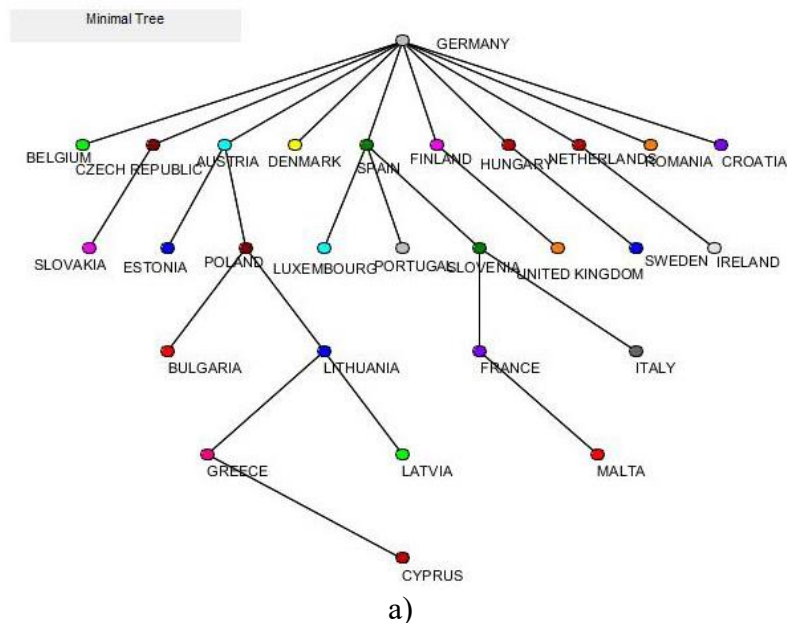 Minimal Tree
GERMANY
BELGIUM
CZECH REPUBLIC
AUSTRIA
DENMARK
SPAIN
FINLAND
HUNGARY
NETHERLANDS
ROMANIA
CROATIA
SLOVAKIA
ESTONIA
POLAND
LUXEMBOURG
PORTUGAL
SLOVENIA
UNITED KINGDOM
SWEDEN
IRELAND
BULGARIA
LITHUANIA
FRANCE
ITALY
GREECE
LATVIA
MALTA
CYPRUS
a)